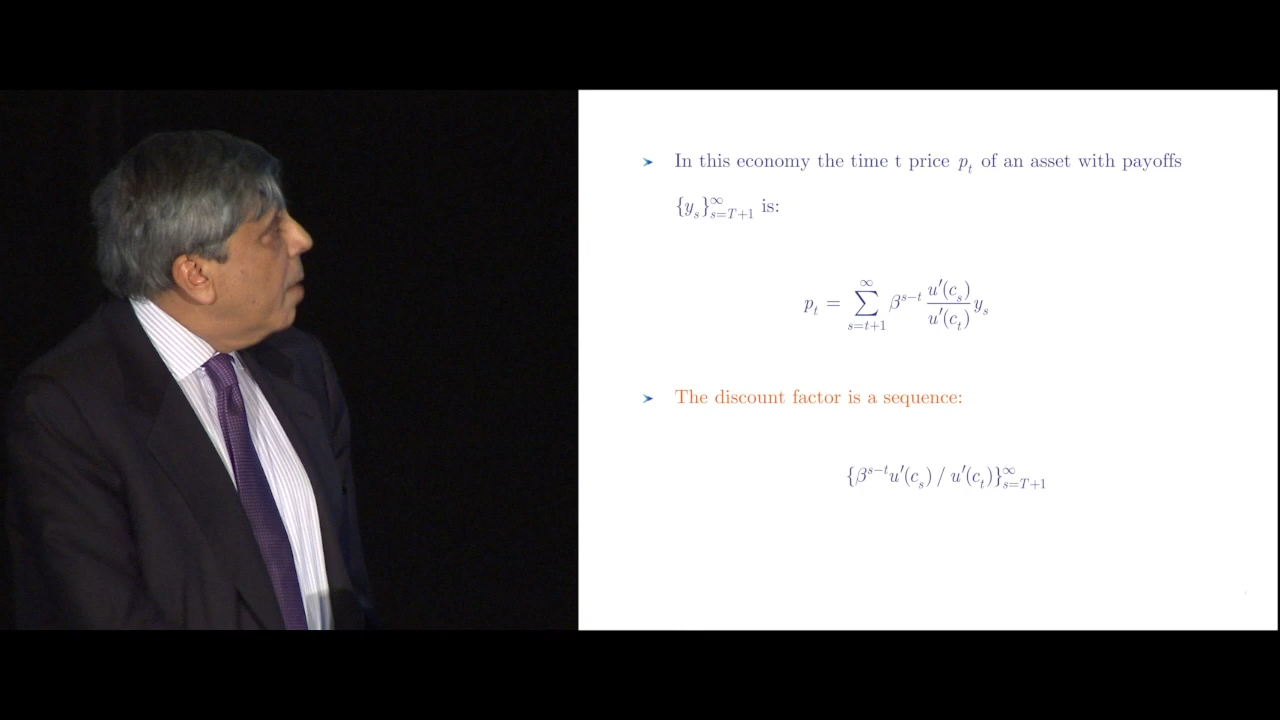 ➤ In this economy the time t price p_t of an asset with payoffs
{y_s}_{s=T+1}^∞ is:
p_t = ∑_{s=t+1}^∞ β^{s−t} u′(c_s) / u′(c_t) y_s
➤ The discount factor is a sequence:
{β^{s−t} u′(c_s) / u′(c_t)}_{s=T+1}^∞